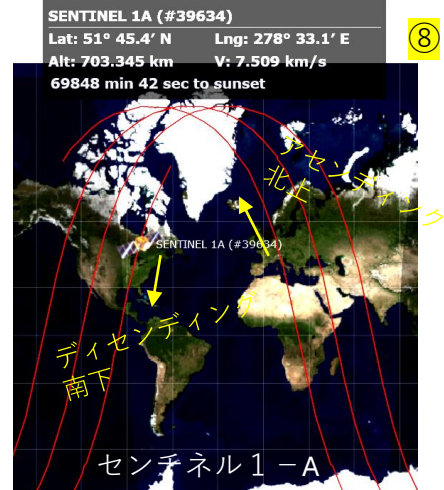 SENTINEL 1A (#39634)
Lat: 51° 45.4′ N Lng: 278° 33.1′ E
Alt: 703.345 km V: 7.509 km/s
69848 min 42 sec to sunset
⑧
アセンディング
北上
SENTINEL 1A (#39634)
ディセンディング
南下
センチネル１－A